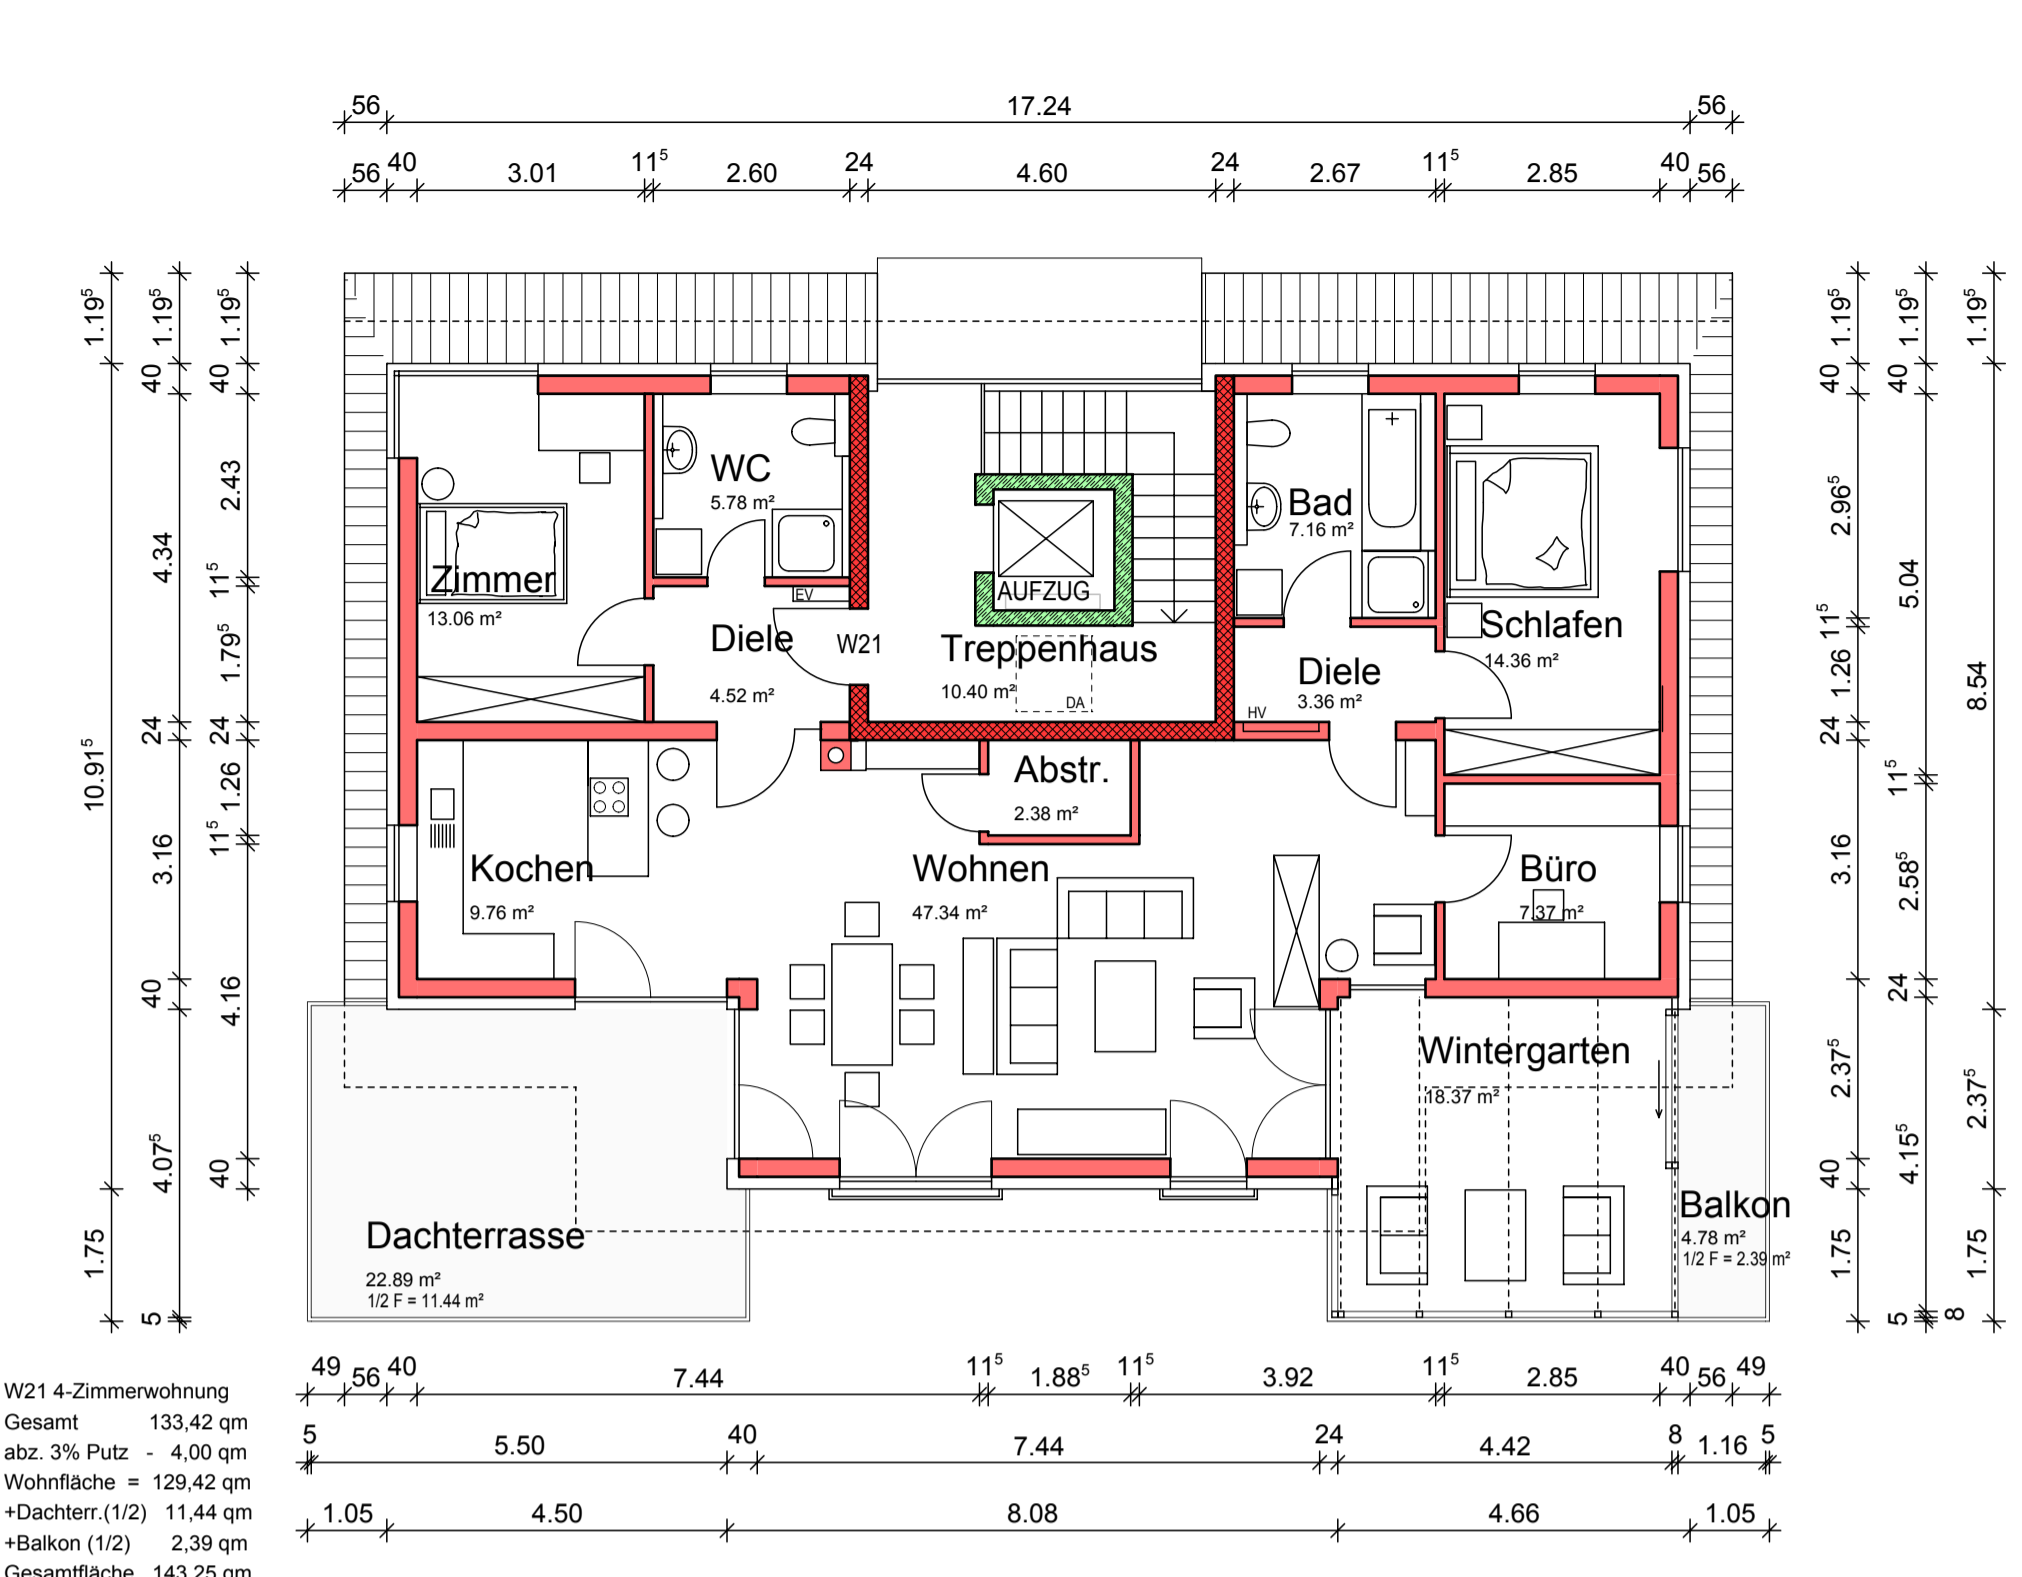 56 17.24 56
56 40 3.01 11⁵ 2.60 24 4.60 24 2.67 11⁵ 2.85 40 56
1.19⁵ 10.91⁵ 1.75
1.19⁵ 40 4.34 24 3.16 40 4.07⁵ 5
1.19⁵ 40 2.43 11⁵ 1.79⁵ 24 1.26 11⁵ 4.16 40
Zimmer
13.06 m²
WC
5.78 m²
EV
Diele
4.52 m²
W21
AUFZUG
Treppenhaus
10.40 m²
DA
Bad
7.16 m²
Diele
3.36 m²
HV
Schlafen
14.36 m²
Kochen
9.76 m²
Abstr.
2.38 m²
Wohnen
47.34 m²
Büro
7.37 m²
Wintergarten
18.37 m²
Dachterrasse
22.89 m²
1/2 F = 11.44 m²
Balkon
4.78 m²
1/2 F = 2.39 m²
1.19⁵ 40 2.96⁵ 11⁵ 1.26 24 3.16 2.37⁵ 40 1.75
1.19⁵ 40 5.04 11⁵ 2.58⁵ 24 4.15⁵ 5 8
1.19⁵ 8.54 2.37⁵ 1.75
49 56 40 7.44 11⁵ 1.88⁵ 11⁵ 3.92 11⁵ 2.85 40 56 49
5 5.50 40 7.44 24 4.42 8 1.16 5
1.05 4.50 8.08 4.66 1.05
W21 4-Zimmerwohnung
Gesamt 133,42 qm
abz. 3% Putz - 4,00 qm
Wohnfläche = 129,42 qm
+Dachterr.(1/2) 11,44 qm
+Balkon (1/2) 2,39 qm
Gesamtfläche 143,25 qm